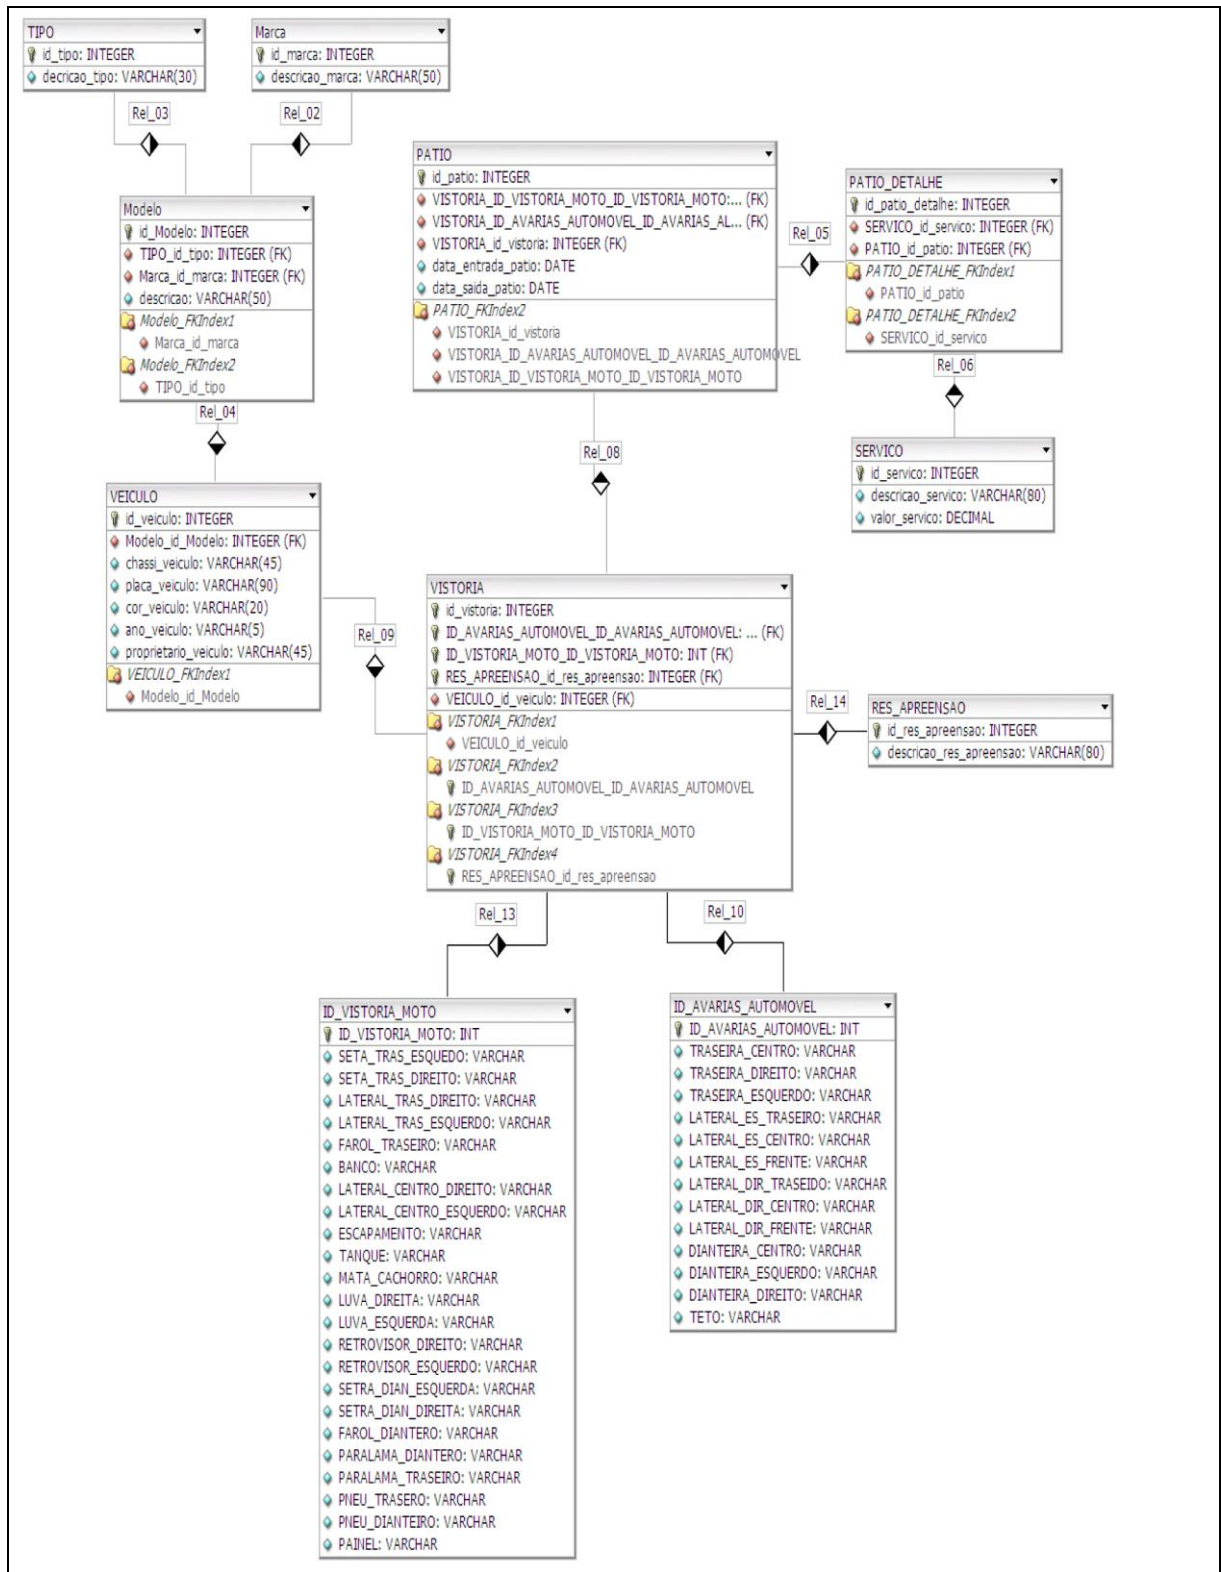 TIPO
id_tipo: INTEGER
decricao_tipo: VARCHAR(30)
Marca
id_marca: INTEGER
descricao_marca: VARCHAR(50)
Rel_03
Rel_02
Modelo
id_Modelo: INTEGER
TIPO_id_tipo: INTEGER (FK)
Marca_id_marca: INTEGER (FK)
descricao: VARCHAR(50)
Modelo_FKIndex1
Marca_id_marca
Modelo_FKIndex2
TIPO_id_tipo
PATIO
id_patio: INTEGER
VISTORIA_ID_VISTORIA_MOTO_ID_VISTORIA_MOTO:... (FK)
VISTORIA_ID_AVARIAS_AUTOMOVEL_ID_AVARIAS_AL... (FK)
VISTORIA_id_vistoria: INTEGER (FK)
data_entrada_patio: DATE
data_saida_patio: DATE
PATIO_FKIndex2
VISTORIA_id_vistoria
VISTORIA_ID_AVARIAS_AUTOMOVEL_ID_AVARIAS_AUTOMOVEL
VISTORIA_ID_VISTORIA_MOTO_ID_VISTORIA_MOTO
Rel_05
PATIO_DETALHE
id_patio_detalhe: INTEGER
SERVICO_id_servico: INTEGER (FK)
PATIO_id_patio: INTEGER (FK)
PATIO_DETALHE_FKIndex1
PATIO_id_patio
PATIO_DETALHE_FKIndex2
SERVICO_id_servico
Rel_06
SERVICO
id_servico: INTEGER
descricao_servico: VARCHAR(80)
valor_servico: DECIMAL
Rel_04
Rel_08
VEICULO
id_veiculo: INTEGER
Modelo_id_Modelo: INTEGER (FK)
chassi_veiculo: VARCHAR(45)
placa_veiculo: VARCHAR(90)
cor_veiculo: VARCHAR(20)
ano_veiculo: VARCHAR(5)
proprietario_veiculo: VARCHAR(45)
VEICULO_FKIndex1
Modelo_id_Modelo
Rel_09
VISTORIA
id_vistoria: INTEGER
ID_AVARIAS_AUTOMOVEL_ID_AVARIAS_AUTOMOVEL: ... (FK)
ID_VISTORIA_MOTO_ID_VISTORIA_MOTO: INT (FK)
RES_APREENSAO_id_res_apreensao: INTEGER (FK)
VEICULO_id_veiculo: INTEGER (FK)
VISTORIA_FKIndex1
VEICULO_id_veiculo
VISTORIA_FKIndex2
ID_AVARIAS_AUTOMOVEL_ID_AVARIAS_AUTOMOVEL
VISTORIA_FKIndex3
ID_VISTORIA_MOTO_ID_VISTORIA_MOTO
VISTORIA_FKIndex4
RES_APREENSAO_id_res_apreensao
Rel_14
RES_APREENSAO
id_res_apreensao: INTEGER
descricao_res_apreensao: VARCHAR(80)
Rel_13
Rel_10
ID_VISTORIA_MOTO
ID_VISTORIA_MOTO: INT
SETA_TRAS_ESQUEDO: VARCHAR
SETA_TRAS_DIREITO: VARCHAR
LATERAL_TRAS_DIREITO: VARCHAR
LATERAL_TRAS_ESQUERDO: VARCHAR
FAROL_TRASEIRO: VARCHAR
BANCO: VARCHAR
LATERAL_CENTRO_DIREITO: VARCHAR
LATERAL_CENTRO_ESQUERDO: VARCHAR
ESCAPAMENTO: VARCHAR
TANQUE: VARCHAR
MATA_CACHORRO: VARCHAR
LUVA_DIREITA: VARCHAR
LUVA_ESQUERDA: VARCHAR
RETROVISOR_DIREITO: VARCHAR
RETROVISOR_ESQUERDO: VARCHAR
SETRA_DIAN_ESQUERDA: VARCHAR
SETRA_DIAN_DIREITA: VARCHAR
FAROL_DIANTERO: VARCHAR
PARALAMA_DIANTERO: VARCHAR
PARALAMA_TRASEIRO: VARCHAR
PNEU_TRASERO: VARCHAR
PNEU_DIANTEIRO: VARCHAR
PAINEL: VARCHAR
ID_AVARIAS_AUTOMOVEL
ID_AVARIAS_AUTOMOVEL: INT
TRASEIRA_CENTRO: VARCHAR
TRASEIRA_DIREITO: VARCHAR
TRASEIRA_ESQUERDO: VARCHAR
LATERAL_ES_TRASEIRO: VARCHAR
LATERAL_ES_CENTRO: VARCHAR
LATERAL_ES_FRENTE: VARCHAR
LATERAL_DIR_TRASEIDO: VARCHAR
LATERAL_DIR_CENTRO: VARCHAR
LATERAL_DIR_FRENTE: VARCHAR
DIANTEIRA_CENTRO: VARCHAR
DIANTEIRA_ESQUERDO: VARCHAR
DIANTEIRA_DIREITO: VARCHAR
TETO: VARCHAR